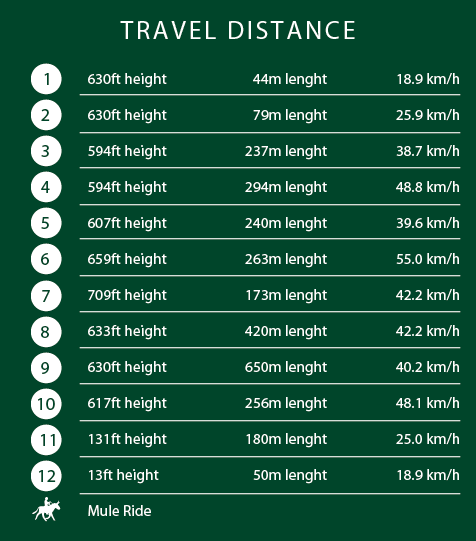 TRAVEL DISTANCE
1 630ft height 44m lenght 18.9 km/h
2 630ft height 79m lenght 25.9 km/h
3 594ft height 237m lenght 38.7 km/h
4 594ft height 294m lenght 48.8 km/h
5 607ft height 240m lenght 39.6 km/h
6 659ft height 263m lenght 55.0 km/h
7 709ft height 173m lenght 42.2 km/h
8 633ft height 420m lenght 42.2 km/h
9 630ft height 650m lenght 40.2 km/h
10 617ft height 256m lenght 48.1 km/h
11 131ft height 180m lenght 25.0 km/h
12 13ft height 50m lenght 18.9 km/h
Mule Ride